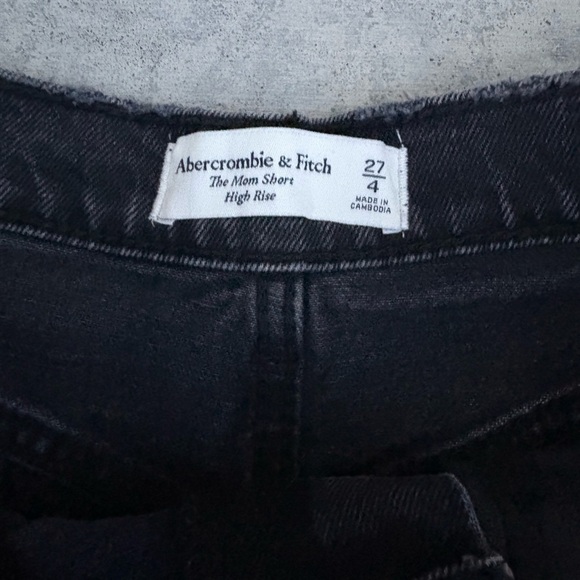 Abercrombie & Fitch
The Mom Short
High Rise
27
4
MADE IN
CAMBODIA